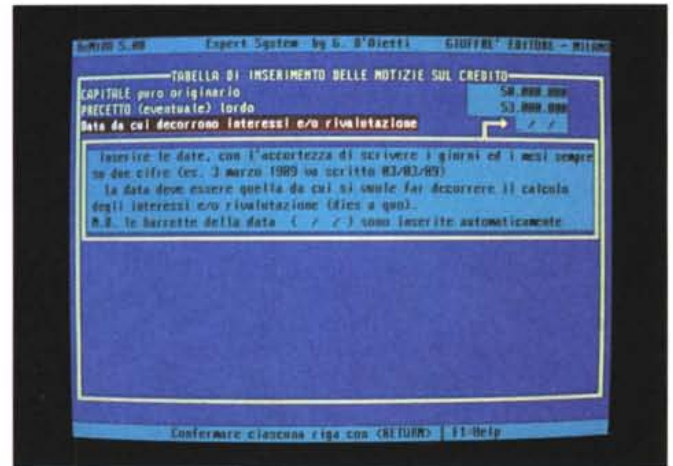 5.00 Expert System by G. D'Aietti GIUFFRE' EDITORE - MILANO
TABELLA DI INSERIMENTO DELLE NOTIZIE SUL CREDITO
CAPITALE puro originario 50.000.000
PRECETTO (eventuale) lordo 53.000.000
Data da cui decorrono interessi e/o rivalutazione / /
Inserire le date, con l'accortezza di scrivere i giorni ed i mesi sempre
su due cifre (es. 3 marzo 1989 va scritto 03/03/89)
La data deve essere quella da cui si vuole far decorrere il calcolo
degli interessi e/o rivalutazione (dies a quo).
N.B. le barrette della data ( / / ) sono inserite automaticamente
Confermare ciascuna riga con <RETURN> | F1-Help